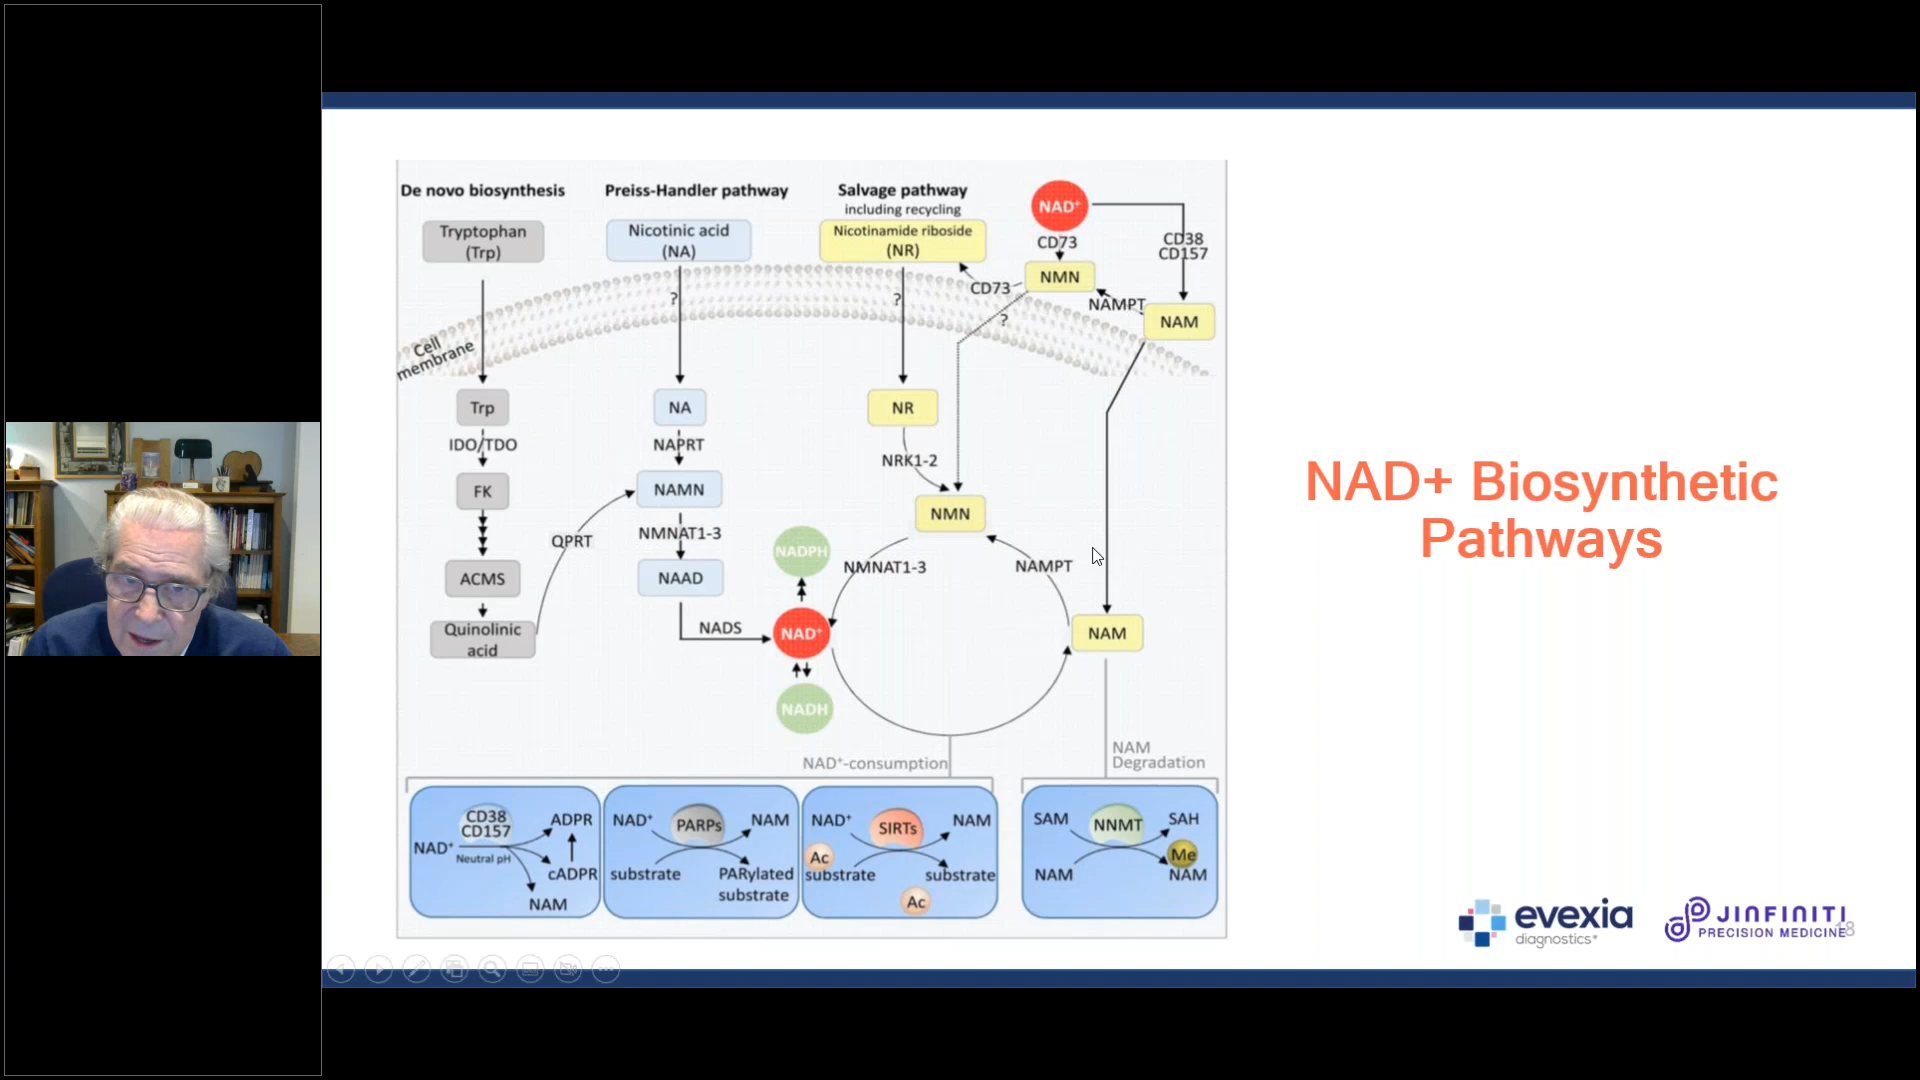 De novo biosynthesis
Preiss-Handler pathway
Salvage pathway
including recycling
Tryptophan
(Trp)
Nicotinic acid
(NA)
Nicotinamide riboside
(NR)
NAD⁺
CD73
NMN
CD38
CD157
CD73
NAMPT
NAM
?
?
?
Cell
membrane
Trp
IDO/TDO
FK
ACMS
Quinolinic
acid
QPRT
NA
NAPRT
NAMN
NMNAT1-3
NAAD
NADS
NR
NRK1-2
NMN
NMNAT1-3
NAMPT
NADPH
NAD⁺
NADH
NAM
NAD⁺-consumption
NAM
Degradation
CD38
CD157
NAD⁺
Neutral pH
ADPR
cADPR
NAM
NAD⁺
PARPs
NAM
substrate
PARylated
substrate
NAD⁺
SIRTs
NAM
Ac
substrate
substrate
Ac
SAM
NNMT
SAH
Me
NAM
NAM
NAD+ Biosynthetic
Pathways
evexia
diagnostics®
JINFINITI
PRECISION MEDICINE
18